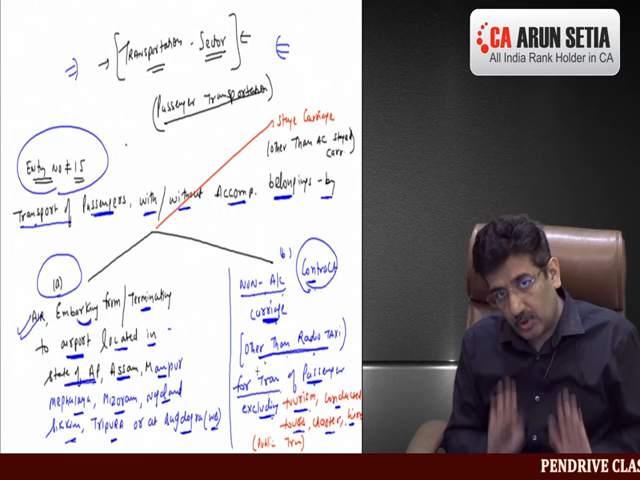 CA ARUN SETIA
All India Rank Holder in CA
⇒ → [Transportation - Sector] ← ∈
(Passenger Transportation)
Stage Carriage
(other Than AC Stage
Carr.)
Entry No # 15
Transport of Passengers, with/without Accomp. belongings - by
(a)
AIR, Embarking from/Terminating
to airport located in -
state of AP, Assam, Manipur
Meghalaya, Mizoram, Nagaland
Sikkim, Tripura or at Bagdogra (WB)
b) Contract
NON-A/C
carriage
(other Than Radio TAXI)
for Tran of Passenger
excluding tourism, conducted
tours, charter, hire
(Public Tran)
PENDRIVE CLAS